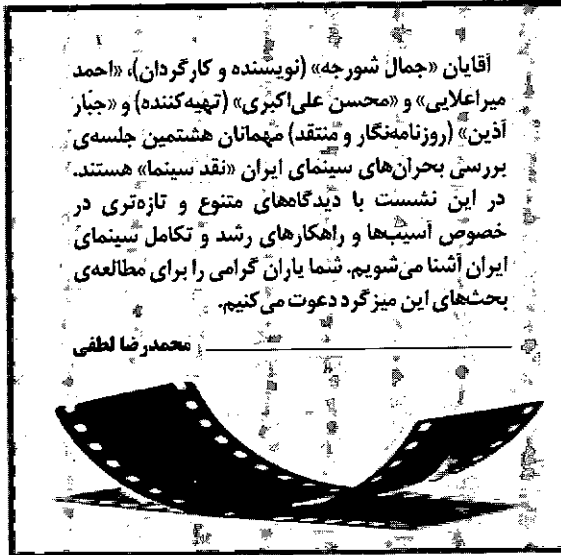 آقایان «جمال شورجه» (نویسنده و کارگردان)، «احمد
میراعلایی» و «محسن علی‌اکبری» (تهیه‌کننده) و «جبّار
آذین» (روزنامه‌نگار و منتقد) مهمانان هشتمین جلسه‌ی
بررسی بحران‌های سینمای ایران «نقد سینما» هستند.
در این نشست با دیدگاه‌های متنوع و تازه‌تری در
خصوص آسیب‌ها و راهکارهای رشد و تکامل سینمای
ایران آشنا می‌شویم. شما یاران گرامی را برای مطالعه‌ی
بحث‌های این میزگرد دعوت می‌کنیم.
محمدرضا لطفی